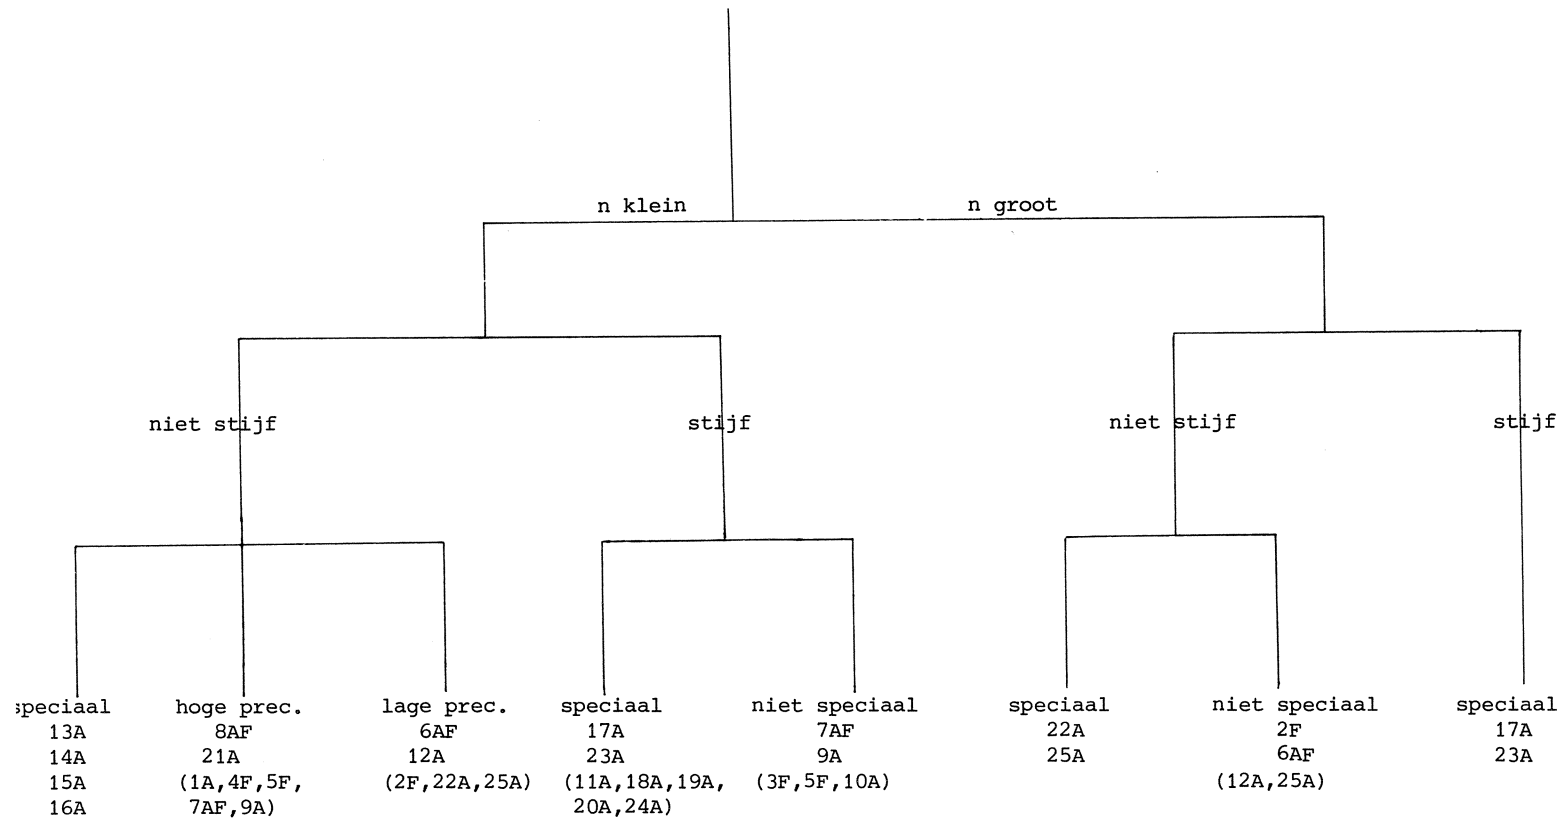 n klein n groot
niet stijf stijf niet stijf stijf
speciaal hoge prec. lage prec. speciaal niet speciaal speciaal niet speciaal speciaal
13A 8AF 6AF 17A 7AF 22A 2F 17A
14A 21A 12A 23A 9A 25A 6AF 23A
15A (1A,4F,5F, (2F,22A,25A) (11A,18A,19A, (3F,5F,10A) (12A,25A)
16A 7AF,9A) 20A,24A)